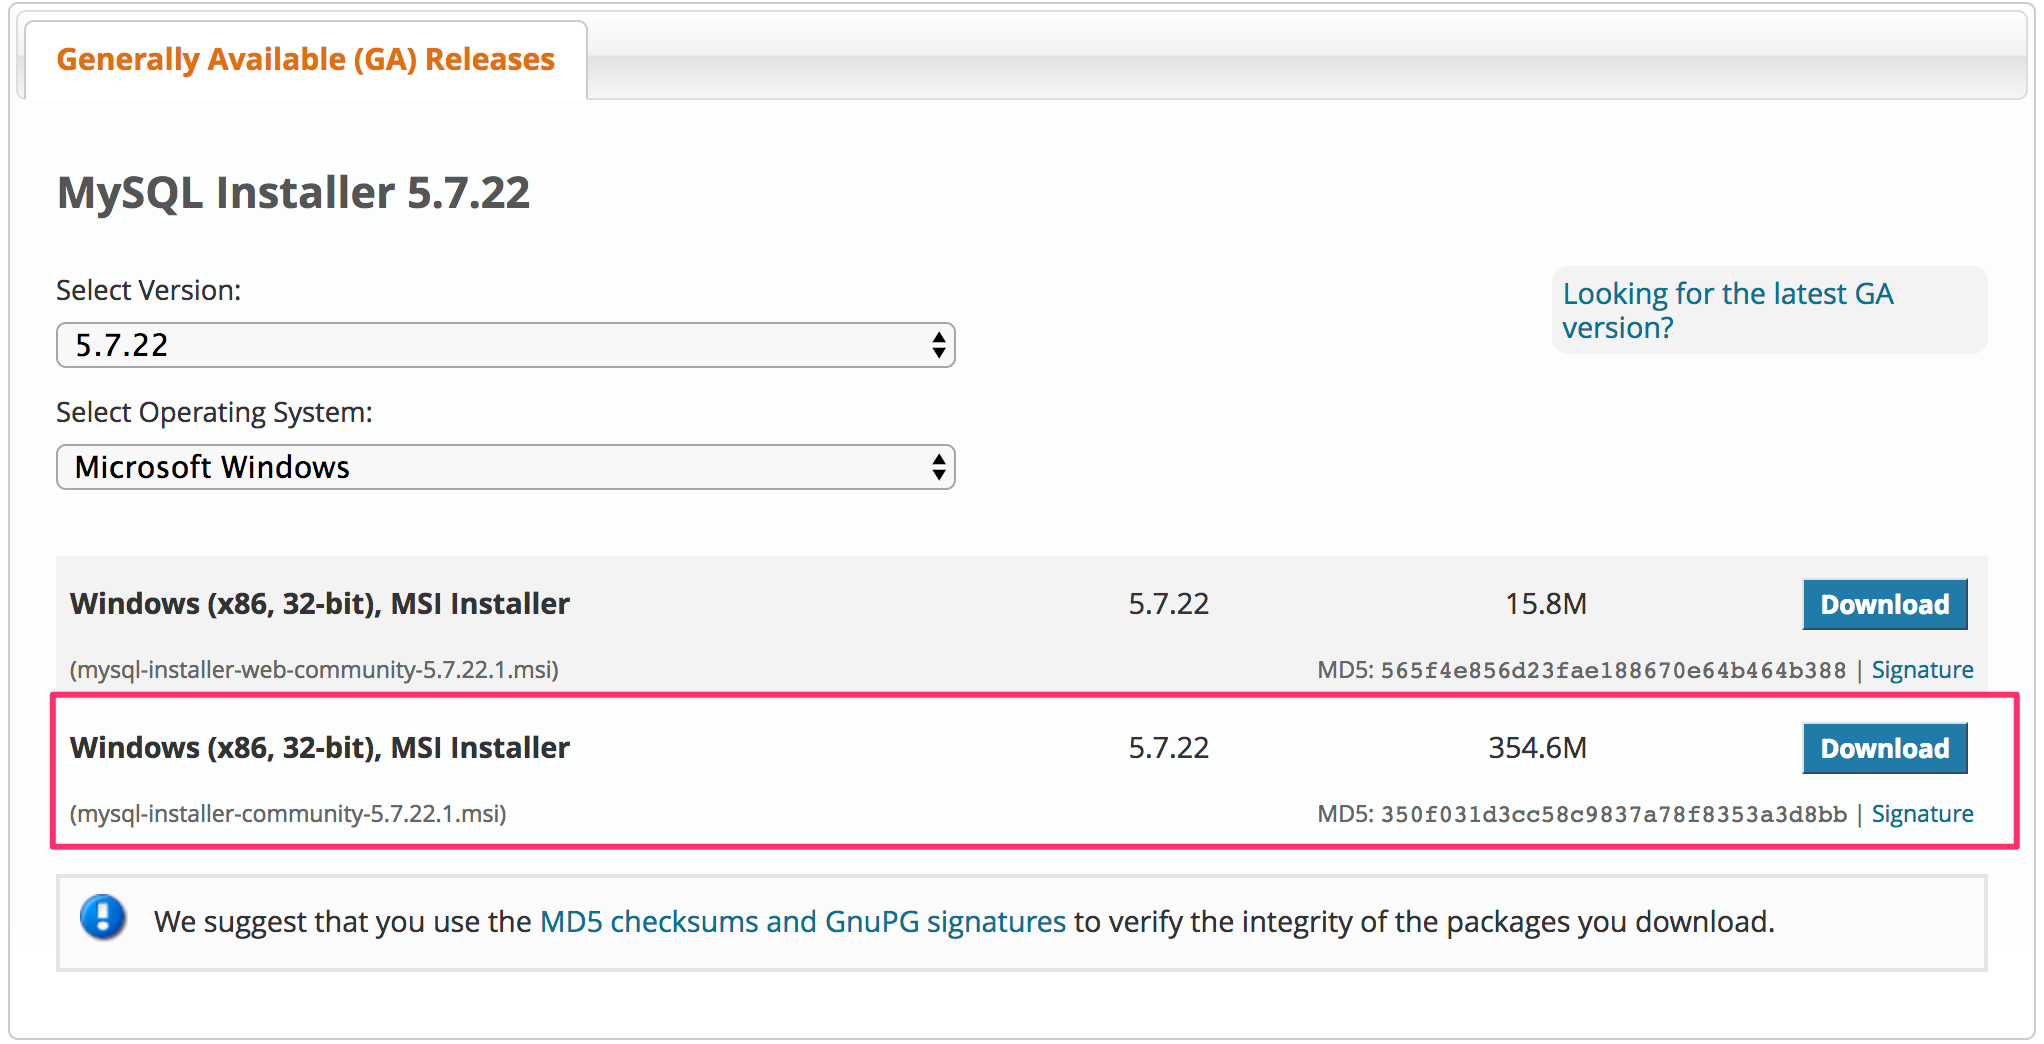 Generally Available (GA) Releases
MySQL Installer 5.7.22
Select Version:
5.7.22
Looking for the latest GA
version?
Select Operating System:
Microsoft Windows
Windows (x86, 32-bit), MSI Installer 5.7.22 15.8M Download
(mysql-installer-web-community-5.7.22.1.msi) MD5: 565f4e856d23fae188670e64b464b388 | Signature
Windows (x86, 32-bit), MSI Installer 5.7.22 354.6M Download
(mysql-installer-community-5.7.22.1.msi) MD5: 350f031d3cc58c9837a78f8353a3d8bb | Signature
We suggest that you use the MD5 checksums and GnuPG signatures to verify the integrity of the packages you download.